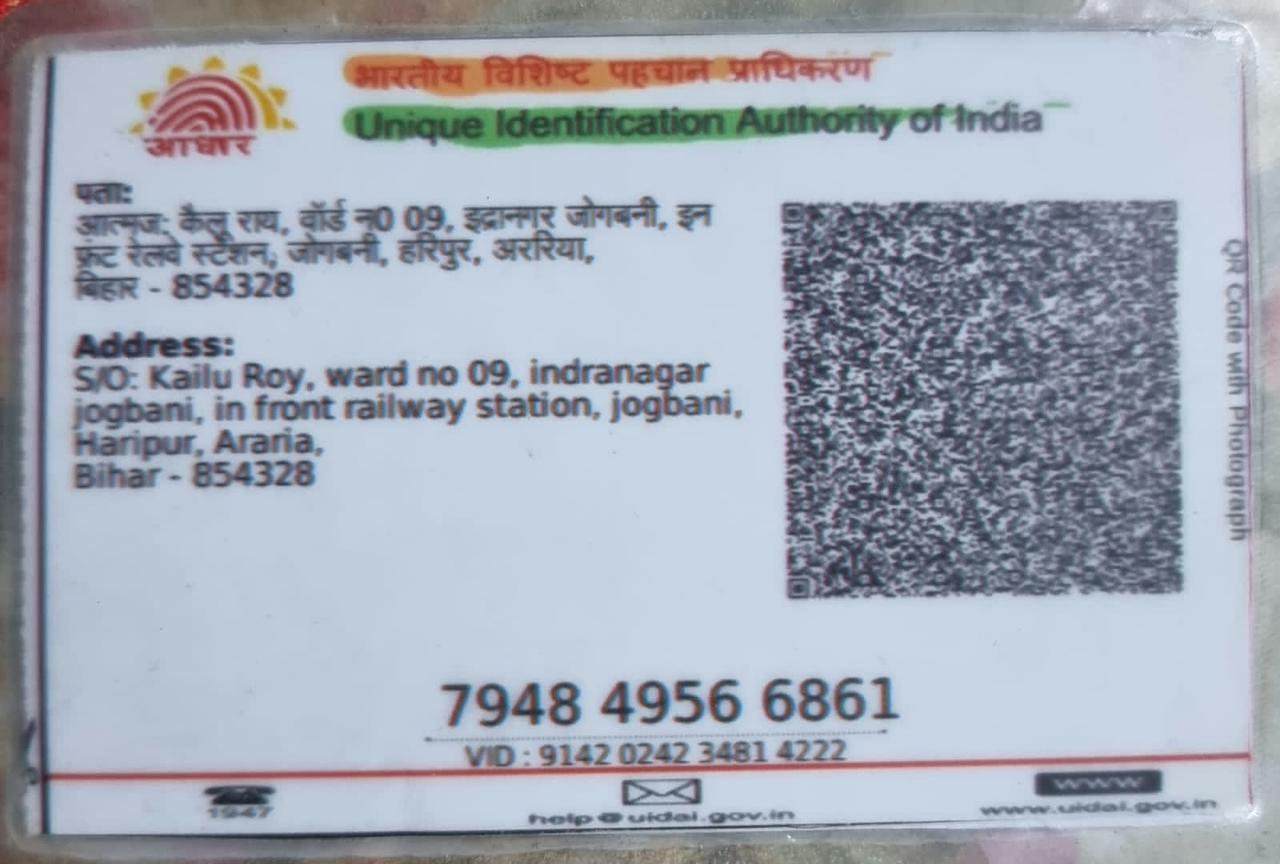 आधार
भारतीय विशिष्ट पहचान प्राधिकरण
Unique Identification Authority of India
पता:
आत्मज: कैलु राय, वॉर्ड न0 09, इद्रानगर जोगबनी, इन
फ्रंट रेलवे स्टेशन, जोगबनी, हरिपुर, अररिया,
बिहार - 854328
Address:
S/O: Kailu Roy, ward no 09, indranagar
jogbani, in front railway station, jogbani,
Haripur, Araria,
Bihar - 854328
QR Code with Photograph
7948 4956 6861
VID : 9142 0242 3481 4222
1947
help@uidai.gov.in
www
www.uidai.gov.in